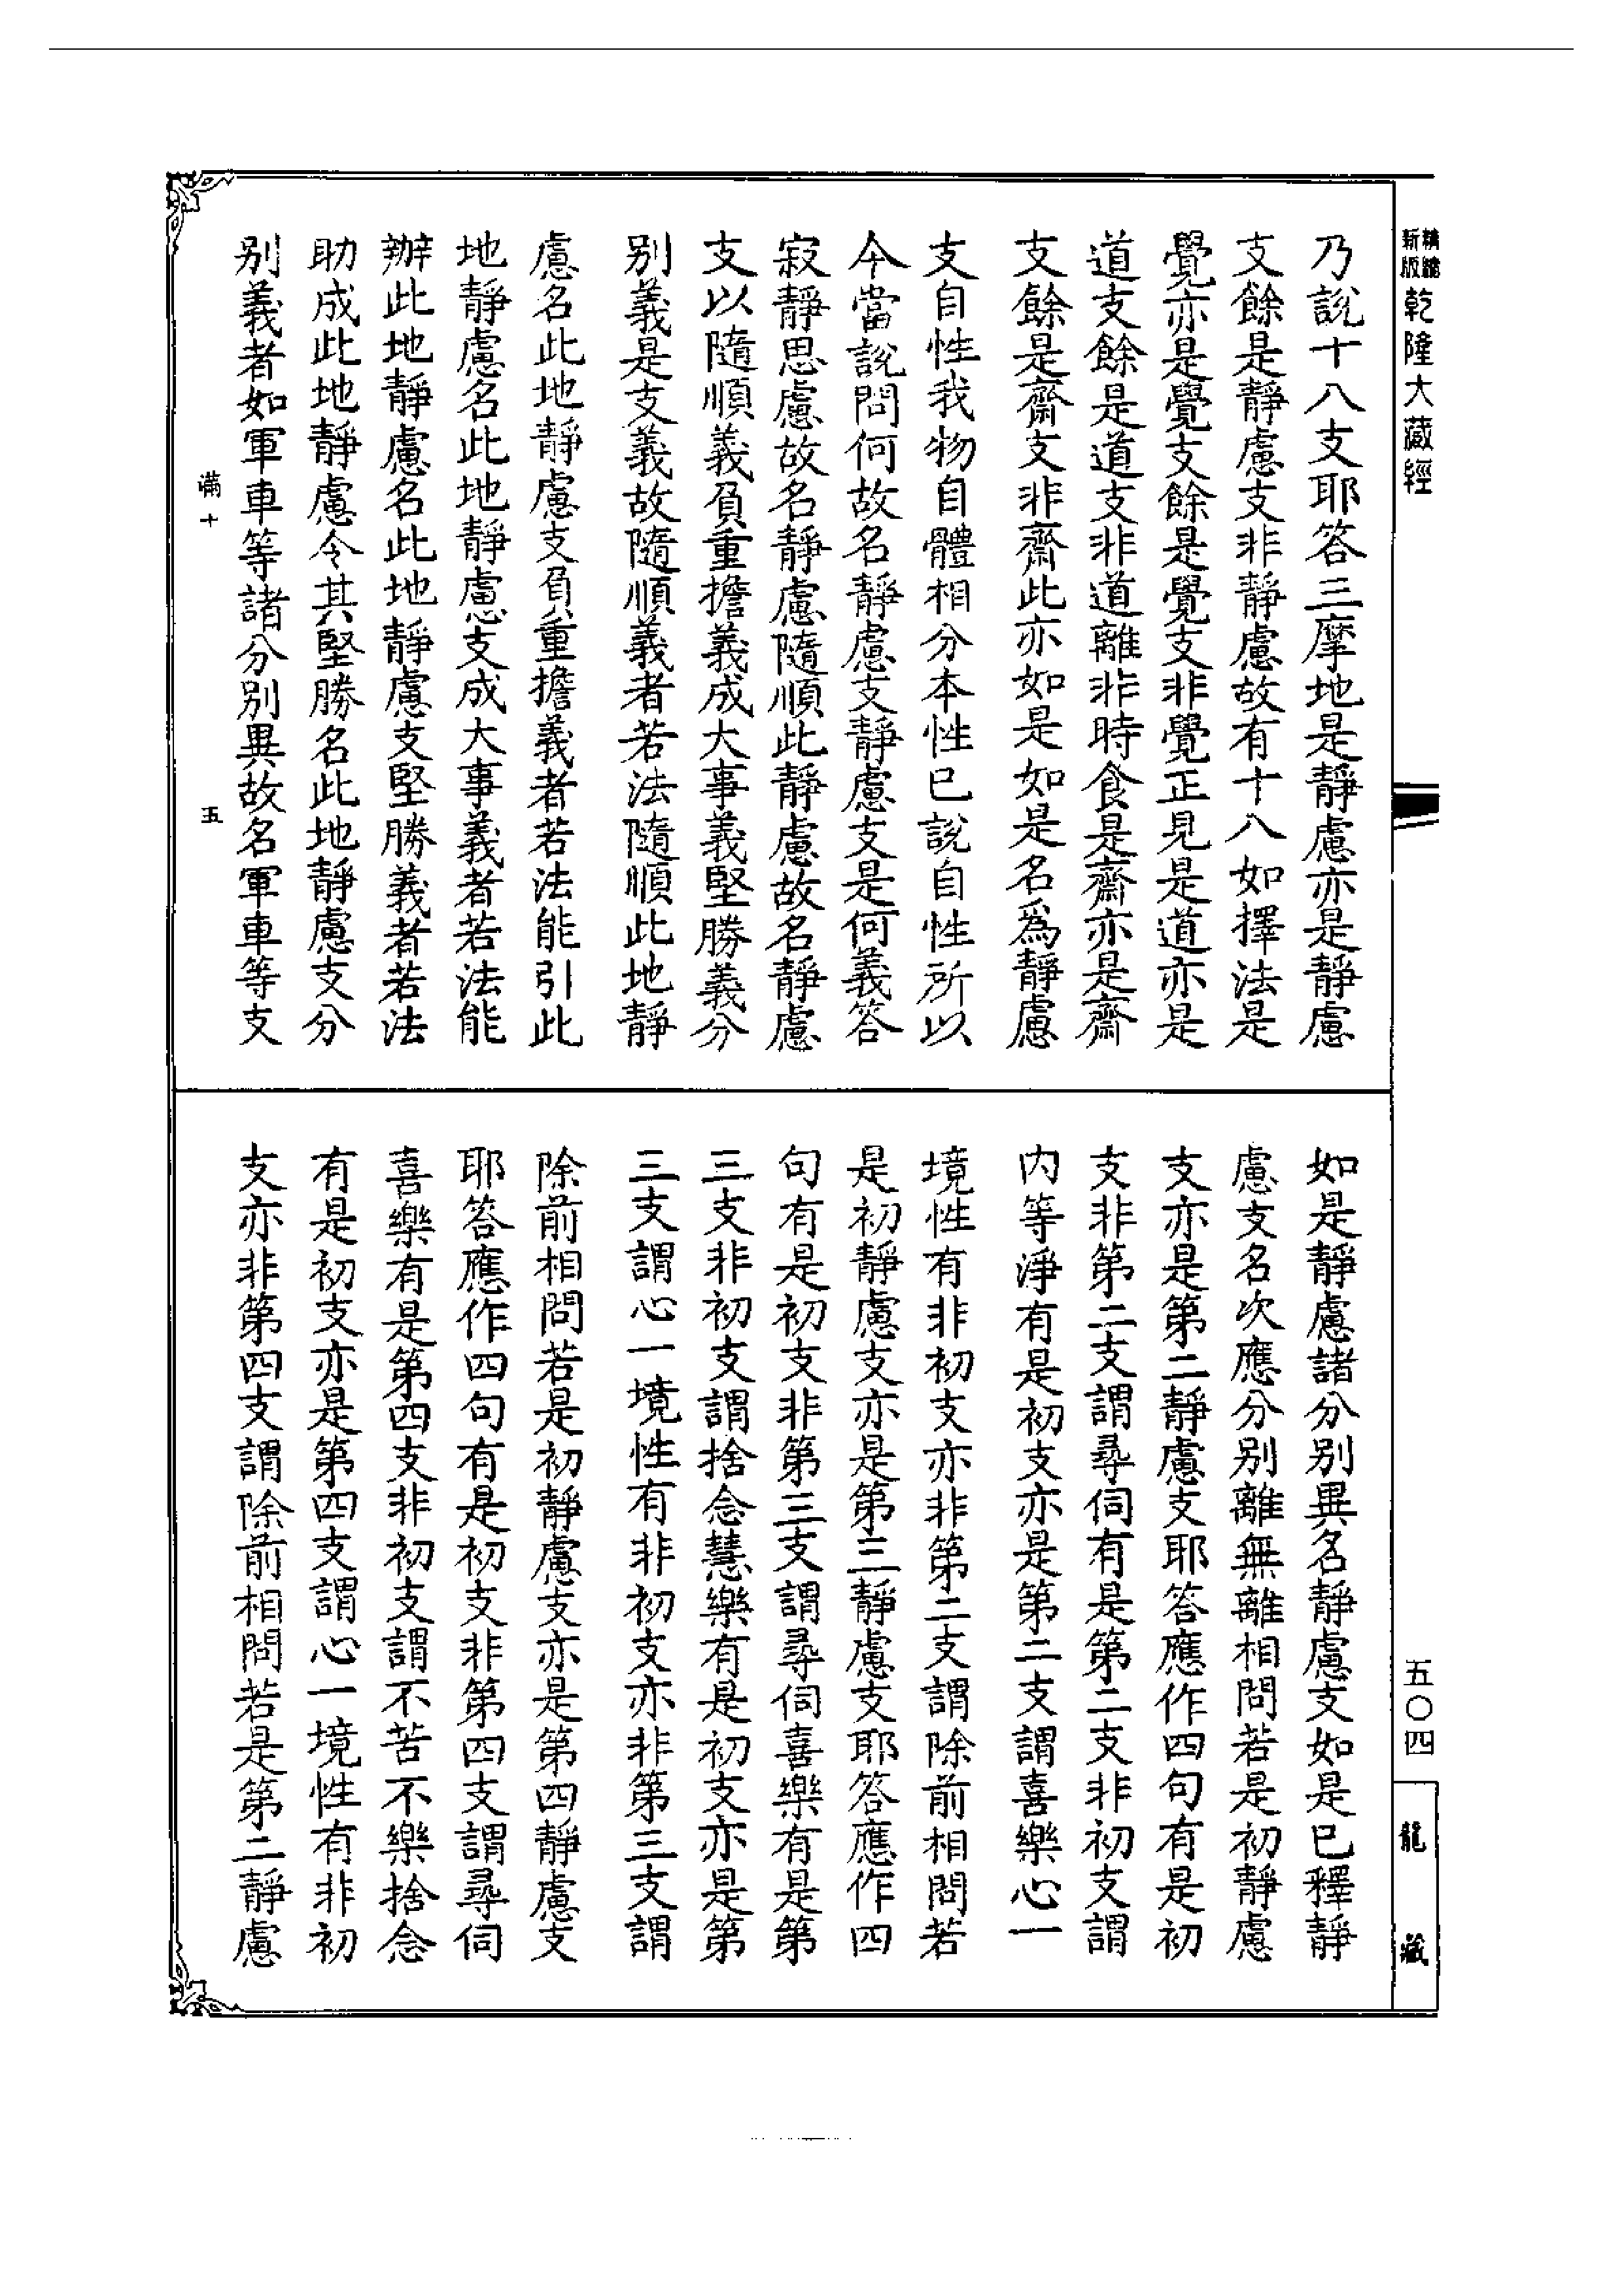 新版精縮乾隆大藏經
乃說十八支耶答三摩地是靜慮亦是靜慮
支餘是靜慮支非靜慮故有十八如擇法是
覺亦是覺支餘是覺支非覺正見是道亦是
道支餘是道支非道離非時食是齋亦是齋
支餘是齋支非齋此亦如是如是名爲靜慮
支自性我物自體相分本性已說自性所以
今當說問何故名靜慮支靜慮支是何義答
寂靜思慮故名靜慮隨順此靜慮故名靜慮
支以隨順義負重擔義成大事義堅勝義分
别義是支義故隨順義者若法隨順此地靜
慮名此地靜慮支負重擔義者若法能引此
地靜慮名此地靜慮支成大事義者若法能
辦此地靜慮名此地靜慮支堅勝義者若法
助成此地靜慮令其堅勝名此地靜慮支分
别義者如軍車等諸分別異故名軍車等支
滿十 五
如是靜慮諸分别異名靜慮支如是已釋靜
慮支名次應分别離無離相問若是初靜慮
支亦是第二靜慮支耶答應作四句有是初
支非第二支謂尋伺有是第二支非初支謂
内等淨有是初支亦是第二支謂喜樂心一
境性有非初支亦非第二支謂除前相問若
是初靜慮支亦是第三靜慮支耶答應作四
句有是初支非第三支謂尋伺喜樂有是第
三支非初支謂捨念慧樂有是初支亦是第
三支謂心一境性有非初支亦非第三支謂
除前相問若是初靜慮支亦是第四靜慮支
耶答應作四句有是初支非第四支謂尋伺
喜樂有是第四支非初支謂不苦不樂捨念
有是初支亦是第四支謂心一境性有非初
支亦非第四支謂除前相問若是第二靜慮
五〇四
龍藏